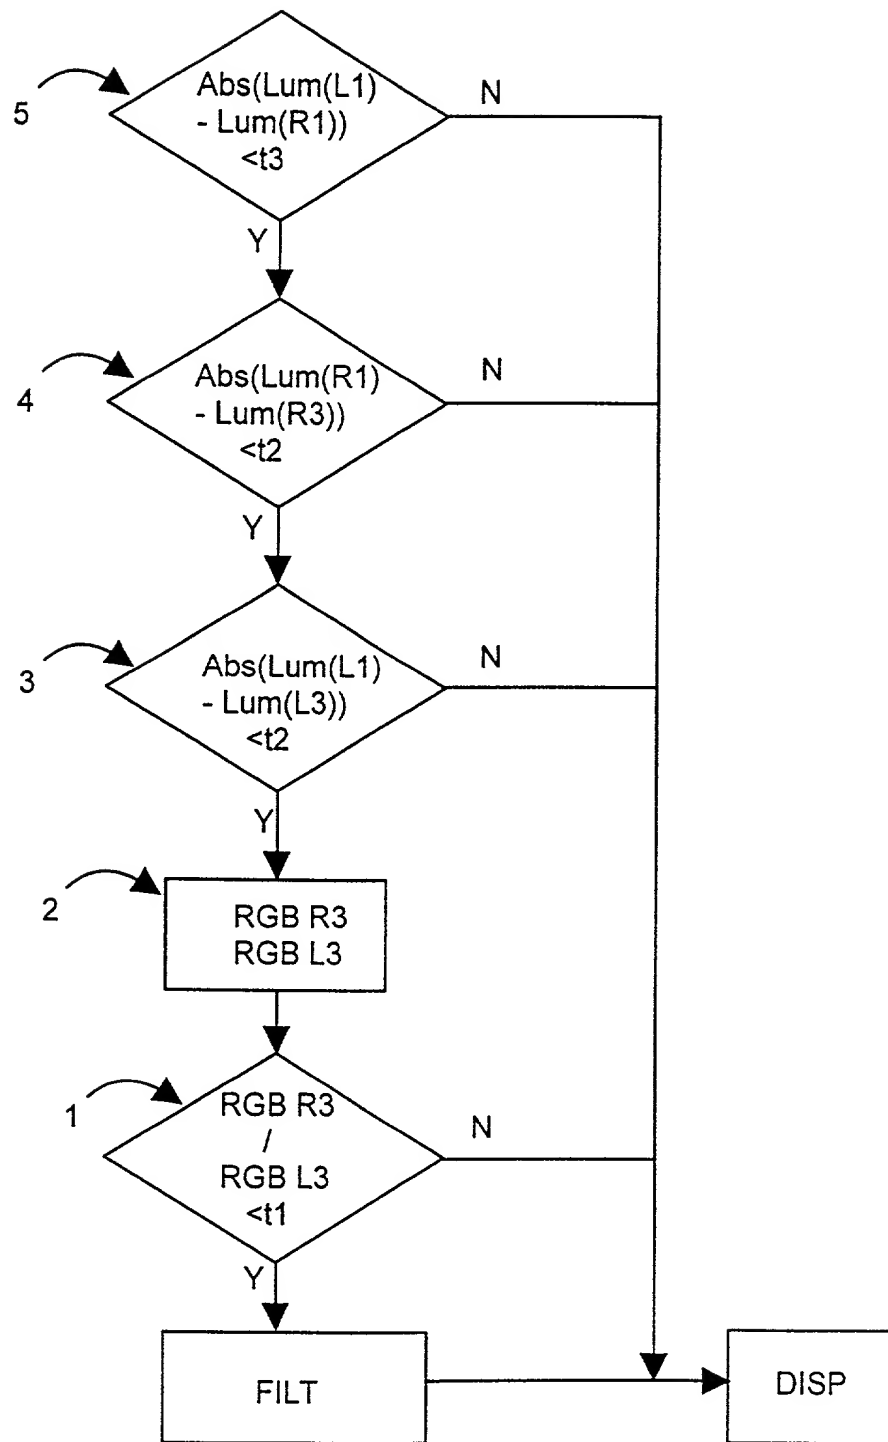 5
Abs(Lum(L1)
- Lum(R1))
<t3
N
Y
4
Abs(Lum(R1)
- Lum(R3))
<t2
N
Y
3
Abs(Lum(L1)
- Lum(L3))
<t2
N
Y
2
RGB R3
RGB L3
1
RGB R3
/
RGB L3
<t1
N
Y
FILT
DISP